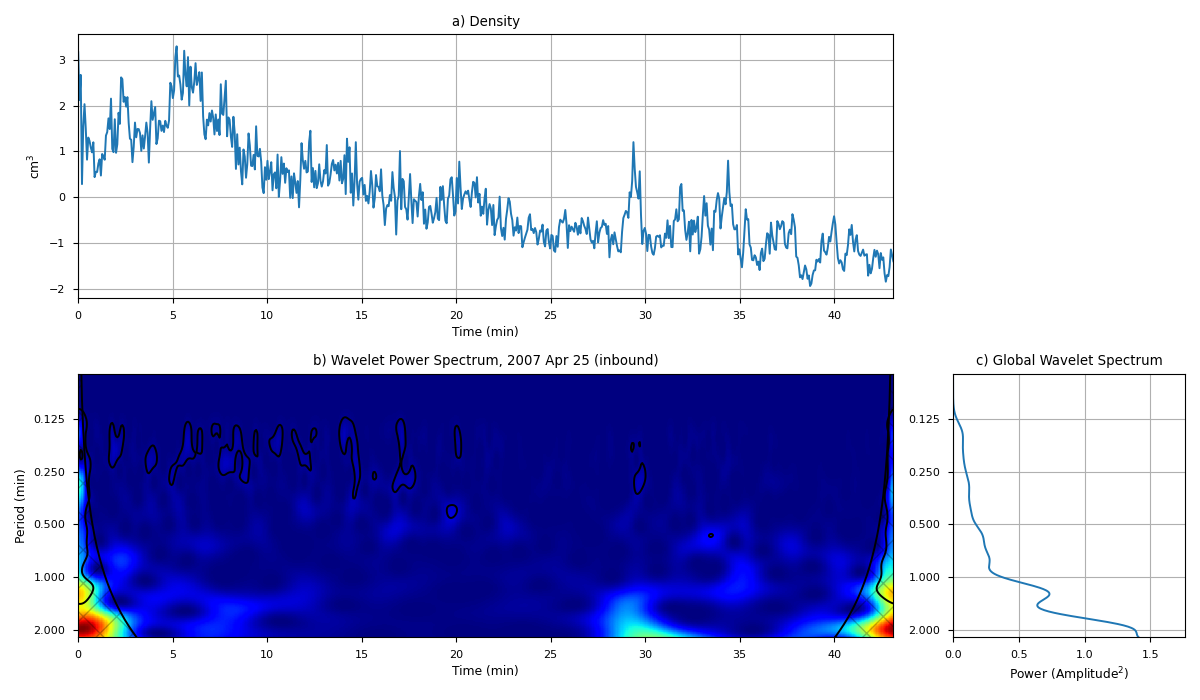 a) Density
3
2
1
0
−1
−2
cm³
0 5 10 15 20 25 30 35 40
Time (min)
b) Wavelet Power Spectrum, 2007 Apr 25 (inbound)
c) Global Wavelet Spectrum
0.125
0.250
0.500
1.000
2.000
Period (min)
0 5 10 15 20 25 30 35 40
Time (min)
0.125
0.250
0.500
1.000
2.000
0.0 0.5 1.0 1.5
Power (Amplitude²)